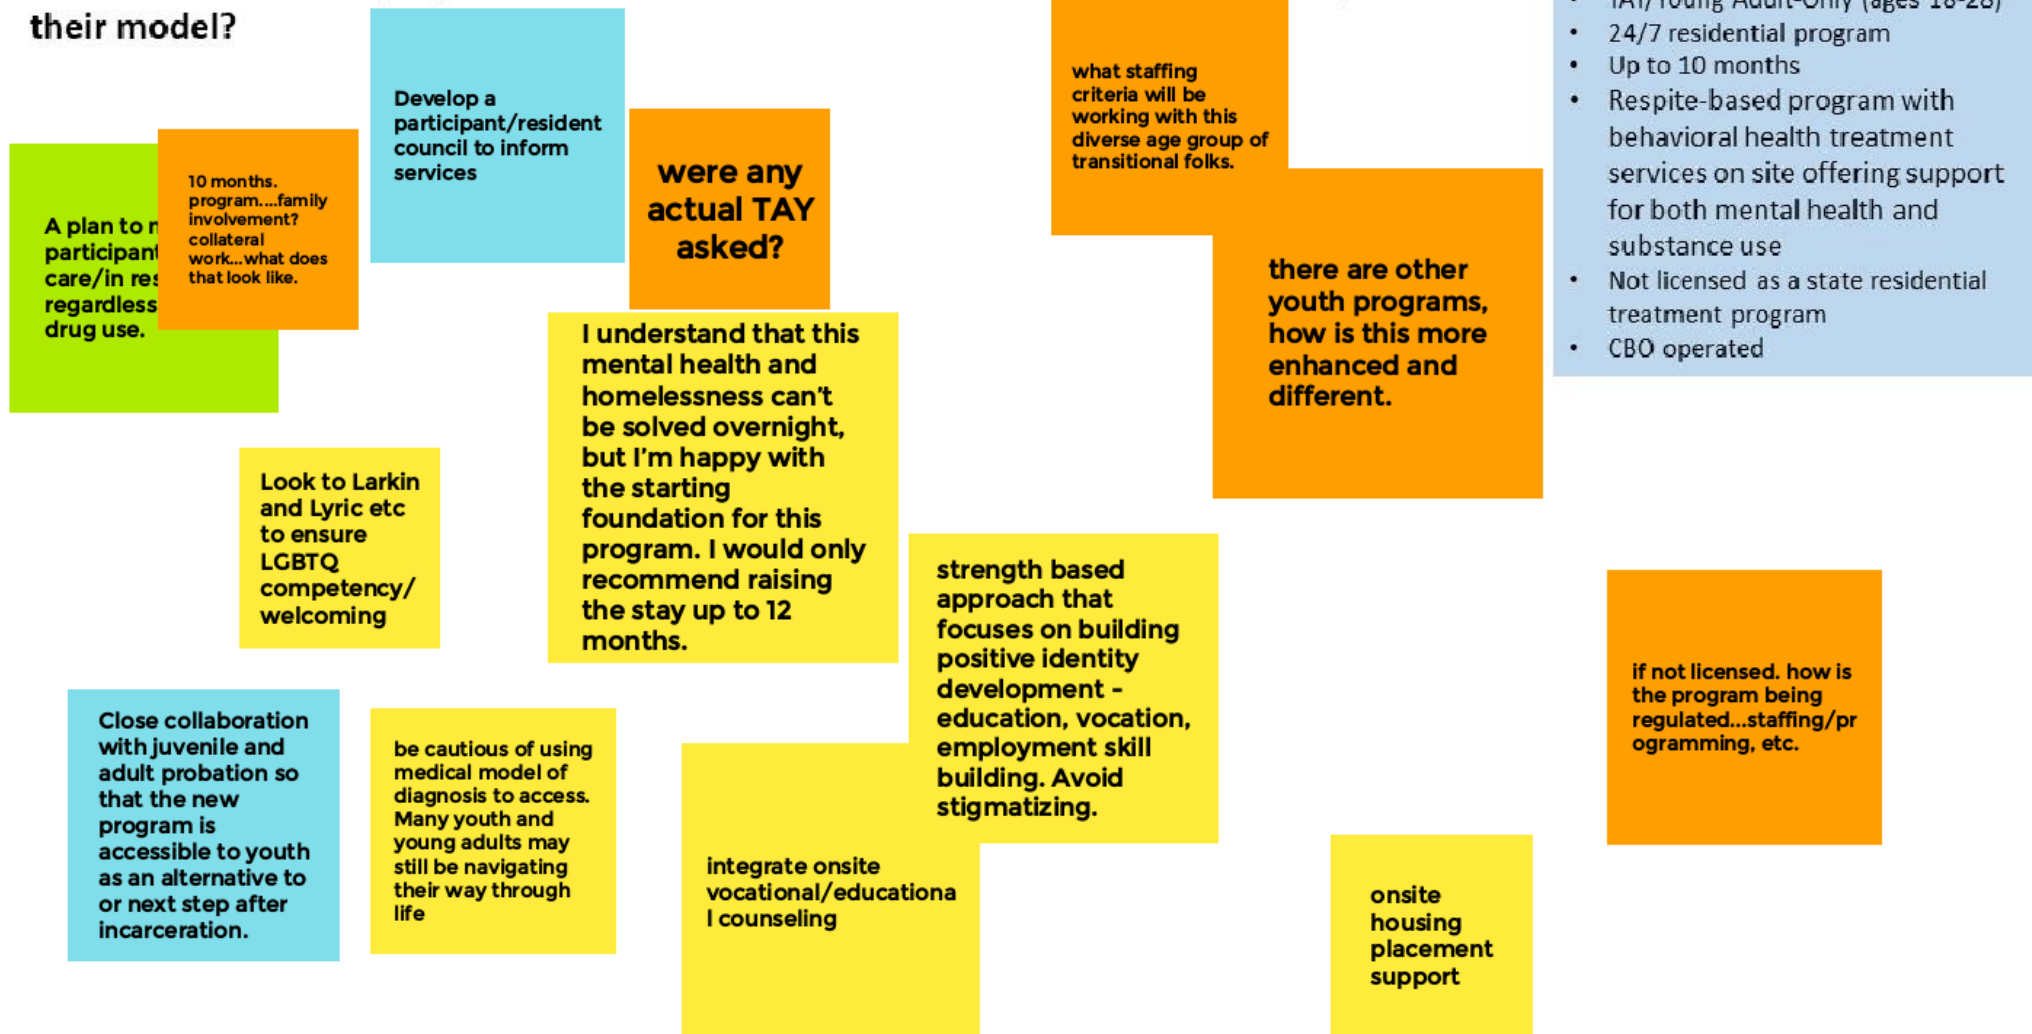 their model?
Develop a
participant/resident
council to inform
services
what staffing
criteria will be
working with this
diverse age group of
transitional folks.
TAY/Young Adult-Only (ages 18-28)
• 24/7 residential program
• Up to 10 months
• Respite-based program with
behavioral health treatment
services on site offering support
for both mental health and
substance use
• Not licensed as a state residential
treatment program
• CBO operated
A plan to
participant
care/in
regardless
drug use.
10 months.
program....family
involvement?
collateral
work...what does
that look like.
were any
actual TAY
asked?
there are other
youth programs,
how is this more
enhanced and
different.
I understand that this
mental health and
homelessness can't
be solved overnight,
but I'm happy with
the starting
foundation for this
program. I would only
recommend raising
the stay up to 12
months.
Look to Larkin
and Lyric etc
to ensure
LGBTQ
competency/
welcoming
strength based
approach that
focuses on building
positive identity
development -
education, vocation,
employment skill
building. Avoid
stigmatizing.
if not licensed. how is
the program being
regulated...staffing/pr
ogramming, etc.
Close collaboration
with juvenile and
adult probation so
that the new
program is
accessible to youth
as an alternative to
or next step after
incarceration.
be cautious of using
medical model of
diagnosis to access.
Many youth and
young adults may
still be navigating
their way through
life
integrate onsite
vocational/educationa
l counseling
onsite
housing
placement
support